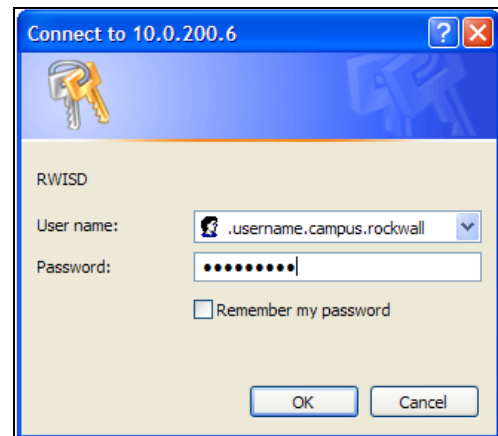 Connect to 10.0.200.6
RWISD
User name: .username.campus.rockwall
Password: •••••••••
Remember my password
OK Cancel